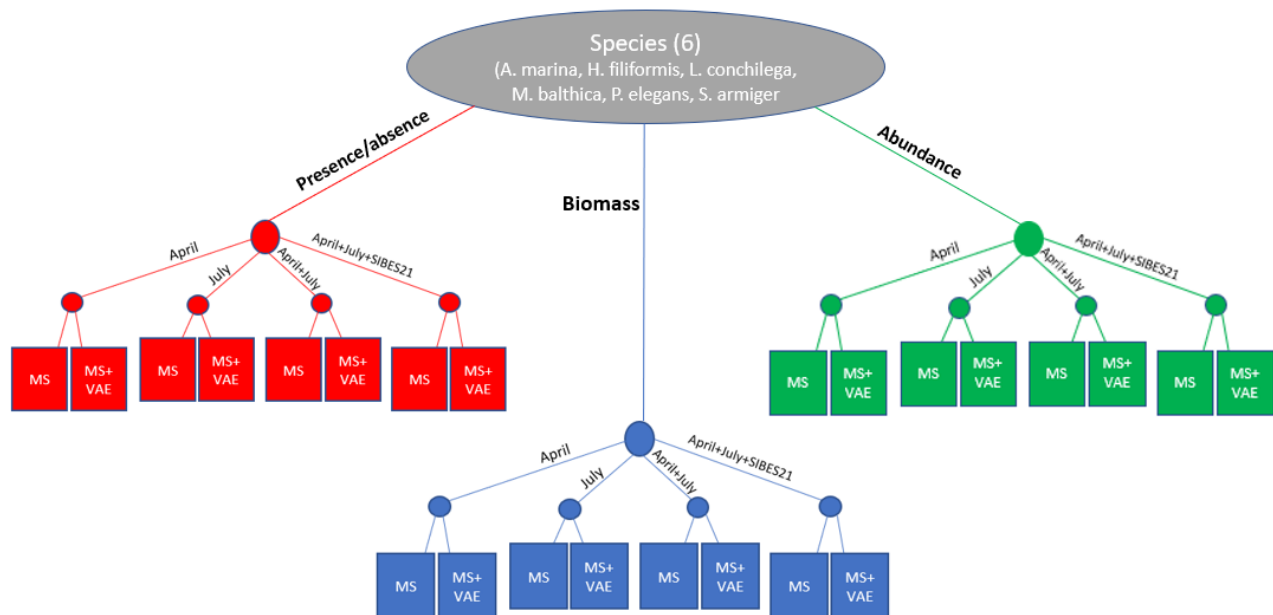 Species (6)
(A. marina, H. filiformis, L. conchilega,
M. balthica, P. elegans, S. armiger
Presence/absence
Biomass
Abundance
April
July
April+July
April+July+SIBES21
MS
MS+
VAE
MS
MS+
VAE
MS
MS+
VAE
MS
MS+
VAE
April
July
April+July
April+July+SIBES21
MS
MS+
VAE
MS
MS+
VAE
MS
MS+
VAE
MS
MS+
VAE
April
July
April+July
April+July+SIBES21
MS
MS+
VAE
MS
MS+
VAE
MS
MS+
VAE
MS
MS+
VAE